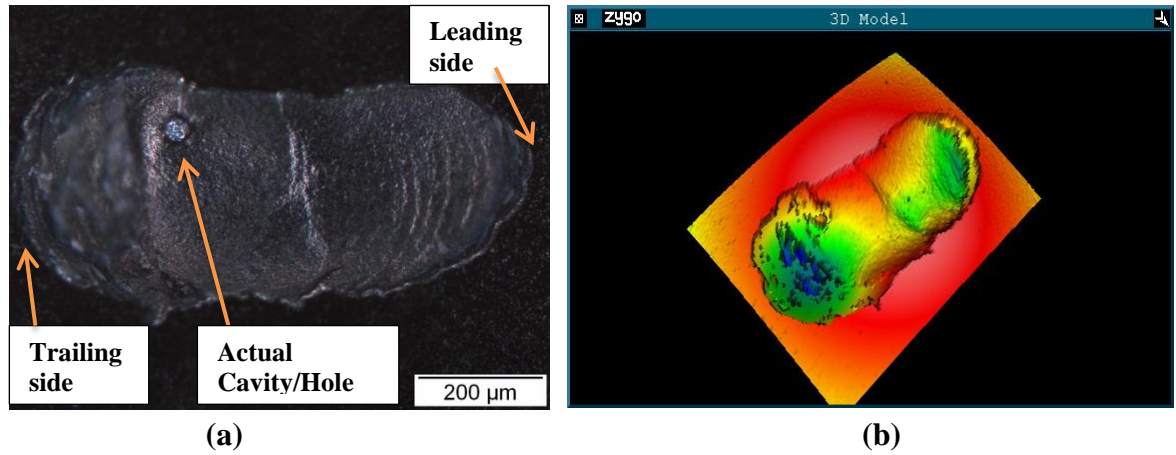 Leading
side
Trailing
side
Actual
Cavity/Hole
200 µm
(a)
zygo
3D Model
(b)